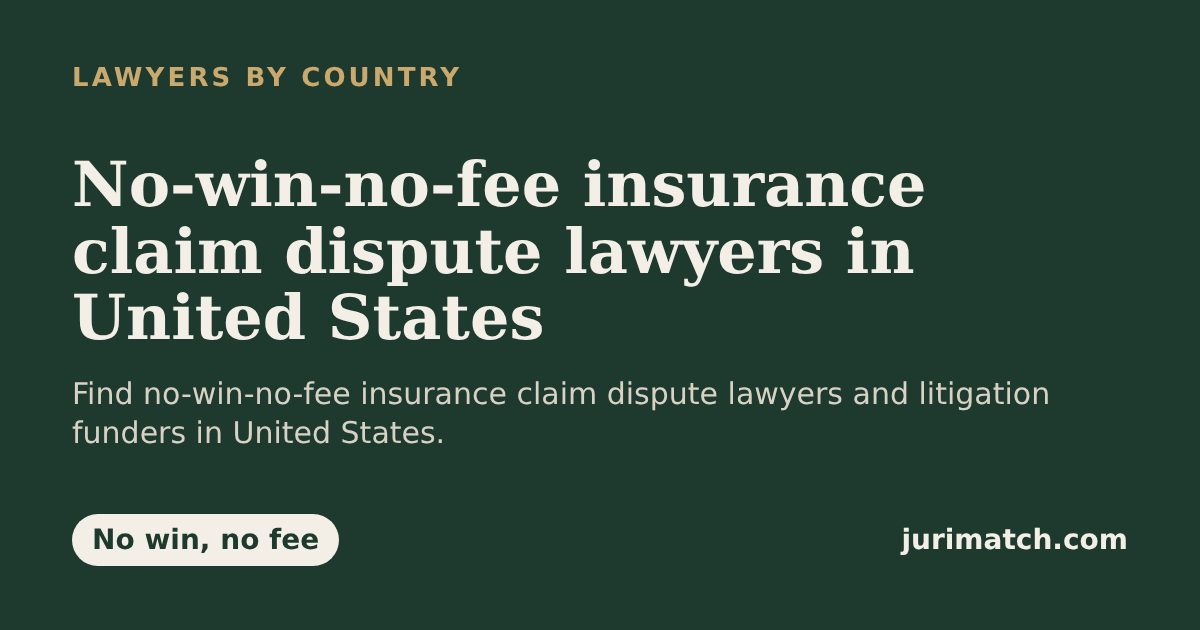 LAWYERS BY COUNTRY
No-win-no-fee insurance
claim dispute lawyers in
United States
Find no-win-no-fee insurance claim dispute lawyers and litigation
funders in United States.
No win, no fee
jurimatch.com